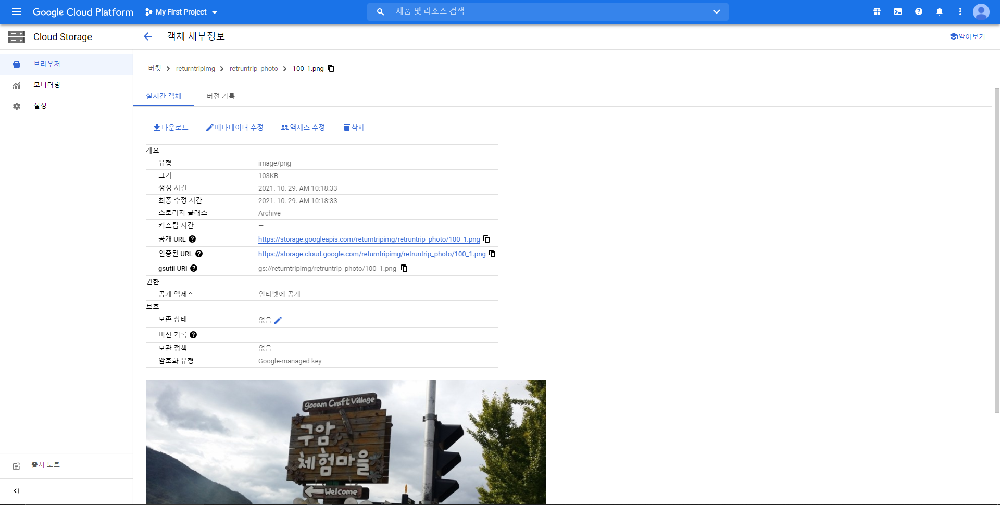 Google Cloud Platform
My First Project
제품 및 리소스 검색
Cloud Storage
객체 세부정보
알아보기
브라우저
모니터링
설정
버킷 returntripimg retruntrip_photo 100_1.png
실시간 객체 버전 기록
다운로드 메타데이터 수정 액세스 수정 삭제
개요
유형 image/png
크기 103KB
생성 시간 2021. 10. 29. AM 10:18:33
최종 수정 시간 2021. 10. 29. AM 10:18:33
스토리지 클래스 Archive
커스텀 시간 —
공개 URL https://storage.googleapis.com/returntripimg/retruntrip_photo/100_1.png
인증된 URL https://storage.cloud.google.com/returntripimg/retruntrip_photo/100_1.png
gsutil URI gs://returntripimg/retruntrip_photo/100_1.png
권한
공개 액세스 인터넷에 공개
보호
보존 상태 없음
버전 기록 —
보관 정책 없음
암호화 유형 Google-managed key
gooam Craft Village
구암
체험마을
Welcome
출시 노트